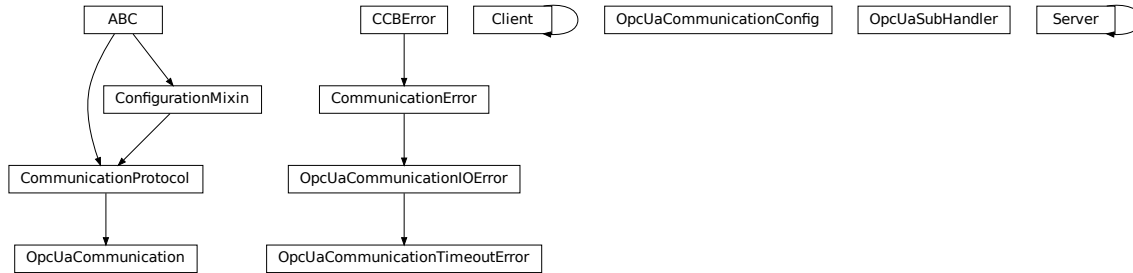 ABC
CCBError
Client
OpcUaCommunicationConfig
OpcUaSubHandler
Server
ConfigurationMixin
CommunicationError
CommunicationProtocol
OpcUaCommunicationIOError
OpcUaCommunication
OpcUaCommunicationTimeoutError